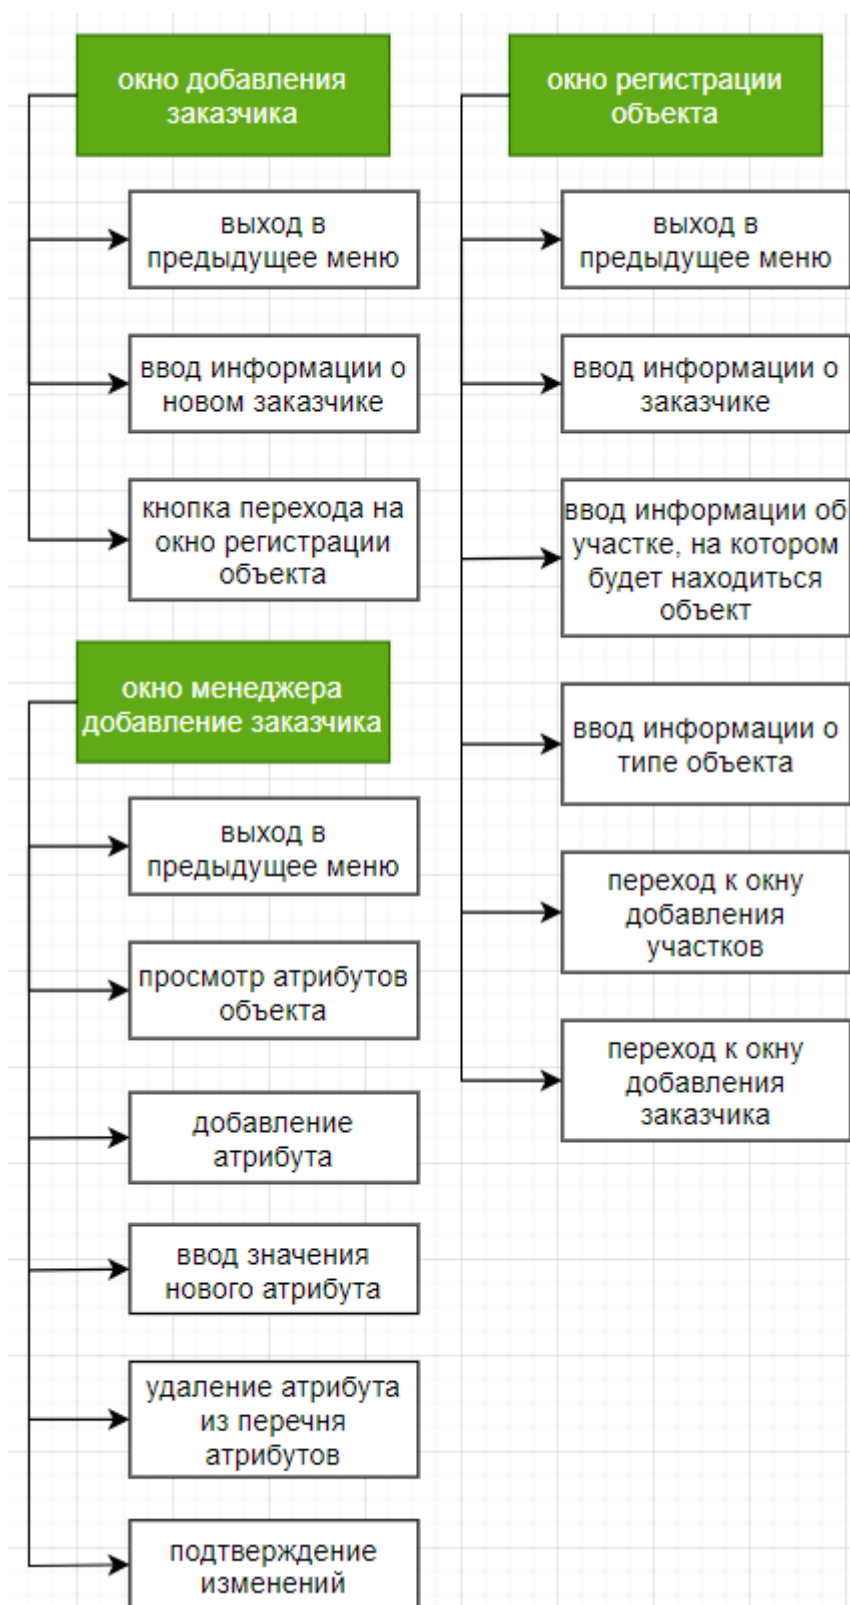 окно добавления
заказчика
выход в
предыдущее меню
ввод информации о
новом заказчике
кнопка перехода на
окно регистрации
объекта
окно менеджера
добавление заказчика
выход в
предыдущее меню
просмотр атрибутов
объекта
добавление
атрибута
ввод значения
нового атрибута
удаление атрибута
из перечня
атрибутов
подтверждение
изменений
окно регистрации
объекта
выход в
предыдущее меню
ввод информации о
заказчике
ввод информации об
участке, на котором
будет находиться
объект
ввод информации о
типе объекта
переход к окну
добавления
участков
переход к окну
добавления
заказчика